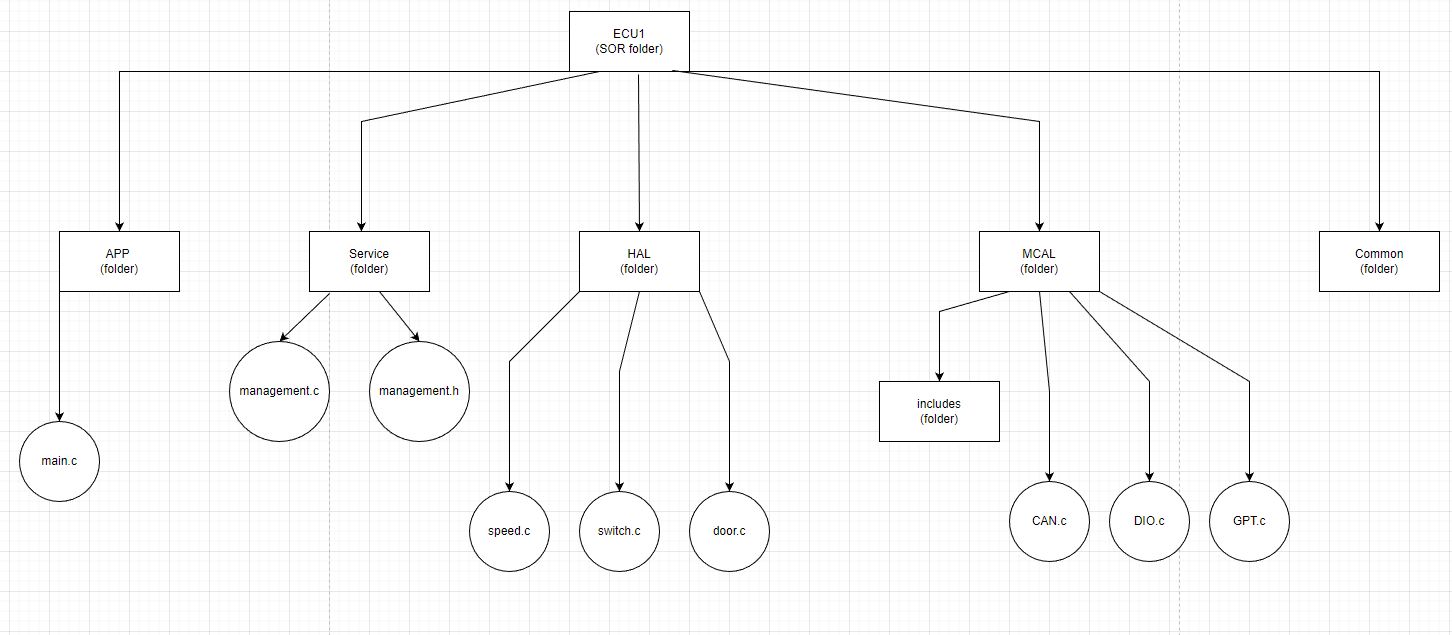 ECU1
(SOR folder)
APP
(folder)
Service
(folder)
HAL
(folder)
MCAL
(folder)
Common
(folder)
management.c
management.h
includes
(folder)
main.c
speed.c
switch.c
door.c
CAN.c
DIO.c
GPT.c